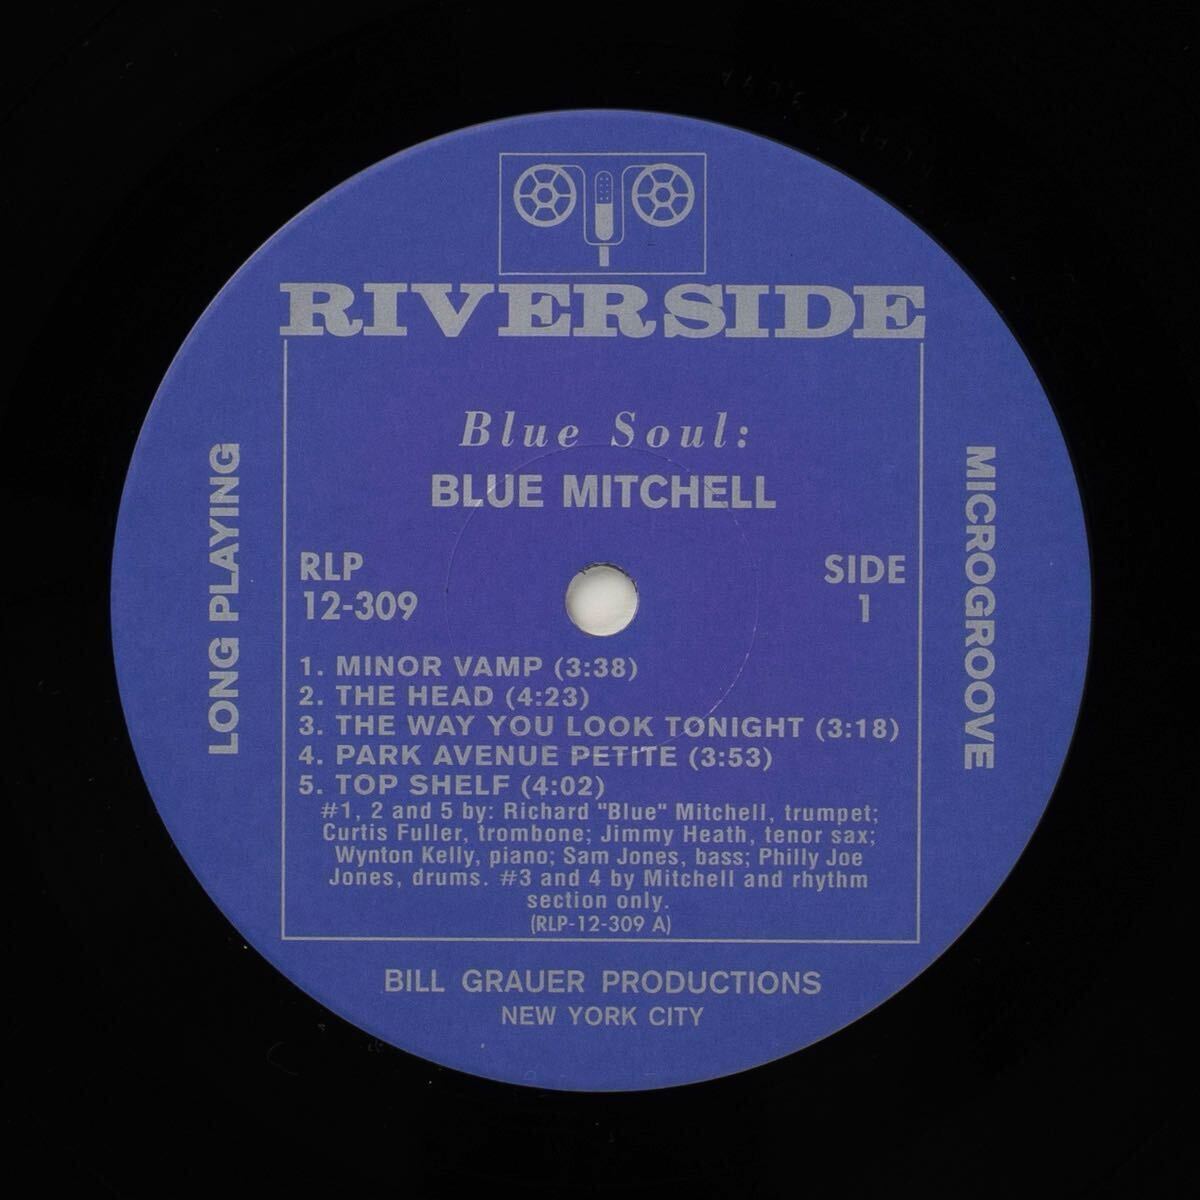 RIVERSIDE
Blue Soul:
BLUE MITCHELL
LONG PLAYING
MICROGROOVE
RLP
12-309
SIDE
1
1. MINOR VAMP (3:38)
2. THE HEAD (4:23)
3. THE WAY YOU LOOK TONIGHT (3:18)
4. PARK AVENUE PETITE (3:53)
5. TOP SHELF (4:02)
#1, 2 and 5 by: Richard "Blue" Mitchell, trumpet;
Curtis Fuller, trombone; Jimmy Heath, tenor sax;
Wynton Kelly, piano; Sam Jones, bass; Philly Joe
Jones, drums. #3 and 4 by Mitchell and rhythm
section only.
(RLP-12-309 A)
BILL GRAUER PRODUCTIONS
NEW YORK CITY